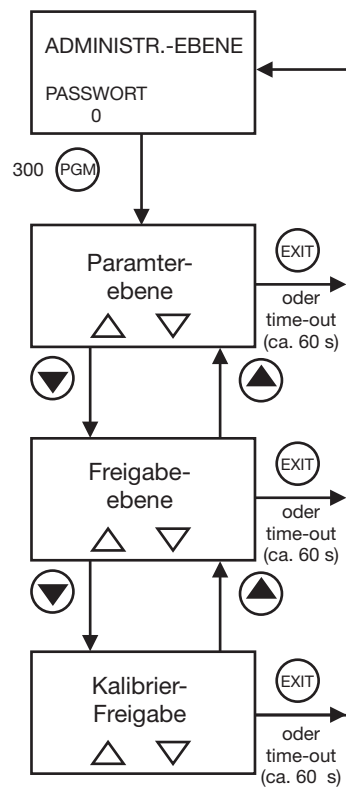 ADMINISTR.-EBENE
PASSWORT
0
300 PGM
Paramter-
ebene
EXIT
oder
time-out
(ca. 60 s)
Freigabe-
ebene
EXIT
oder
time-out
(ca. 60 s)
Kalibrier-
Freigabe
EXIT
oder
time-out
(ca. 60 s)